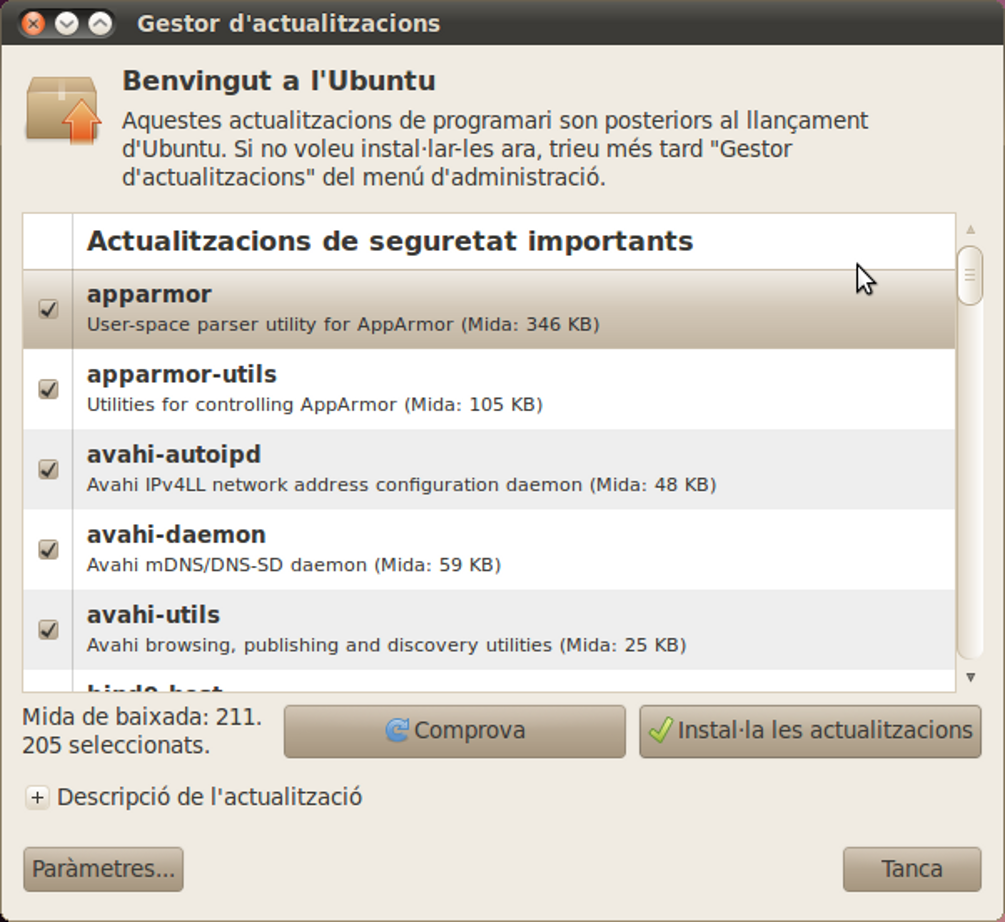 Gestor d'actualitzacions
Benvingut a l'Ubuntu
Aquestes actualitzacions de programari son posteriors al llançament
d'Ubuntu. Si no voleu instal·lar-les ara, trieu més tard "Gestor
d'actualitzacions" del menú d'administració.
Actualitzacions de seguretat importants
apparmor
User-space parser utility for AppArmor (Mida: 346 KB)
apparmor-utils
Utilities for controlling AppArmor (Mida: 105 KB)
avahi-autoipd
Avahi IPv4LL network address configuration daemon (Mida: 48 KB)
avahi-daemon
Avahi mDNS/DNS-SD daemon (Mida: 59 KB)
avahi-utils
Avahi browsing, publishing and discovery utilities (Mida: 25 KB)
Mida de baixada: 211.
205 seleccionats.
Comprova
Instal·la les actualitzacions
Descripció de l'actualització
Paràmetres...
Tanca